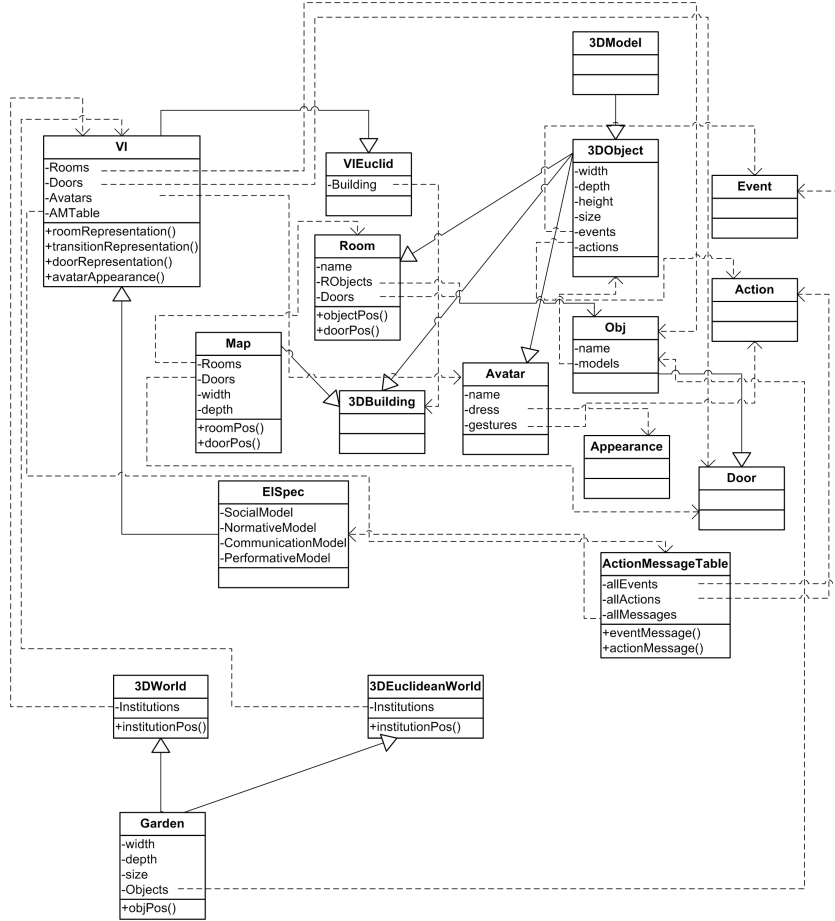 3DModel
VI
-Rooms
-Doors
-Avatars
-AMTable
+roomRepresentation()
+transitionRepresentation()
+doorRepresentation()
+avatarAppearance()
VIEuclid
-Building
3DObject
-width
-depth
-height
-size
-events
-actions
Event
Room
-name
-RObjects
-Doors
+objectPos()
+doorPos()
Action
Map
-Rooms
-Doors
-width
-depth
+roomPos()
+doorPos()
Obj
-name
-models
3DBuilding
Avatar
-name
-dress
-gestures
Appearance
Door
EISpec
-SocialModel
-NormativeModel
-CommunicationModel
-PerformativeModel
ActionMessageTable
-allEvents
-allActions
-allMessages
+eventMessage()
+actionMessage()
3DWorld
-Institutions
+institutionPos()
3DEuclideanWorld
-Institutions
+institutionPos()
Garden
-width
-depth
-size
-Objects
+objPos()